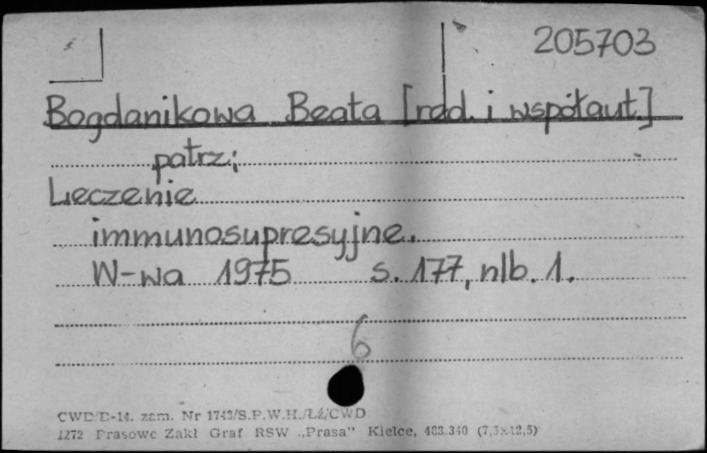 205703
Bogdanikowa Beata [red. i współaut.]
patrz:
Leczenie
immunosupresyjne.
W-wa 1975 s. 177, nlb. 1.
6
CWD/D-14. zam. Nr 1742/S.P.W.H./Łź/CWD
1272 Prasowe Zakł Graf RSW „Prasa" Kielce, 403.340 (7,5x12,5)